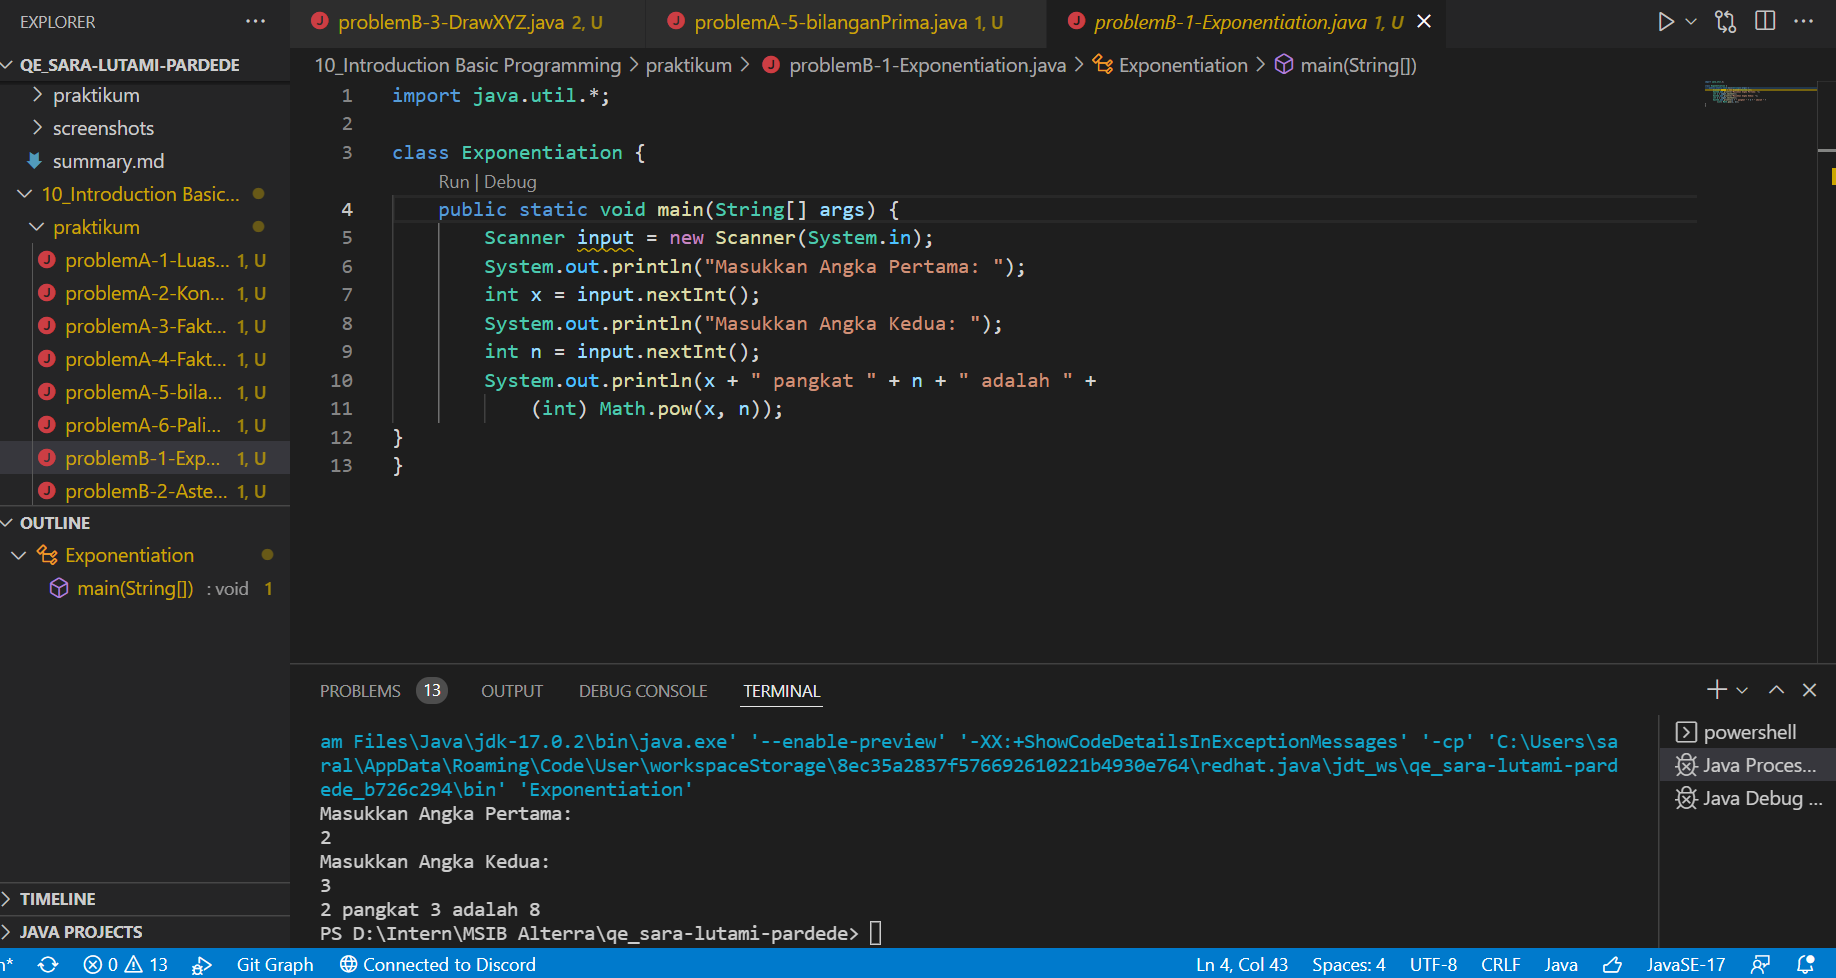 EXPLORER
QE_SARA-LUTAMI-PARDEDE
praktikum
screenshots
summary.md
10_Introduction Basic...
praktikum
problemA-1-Luas... 1, U
problemA-2-Kon... 1, U
problemA-3-Fakt... 1, U
problemA-4-Fakt... 1, U
problemA-5-bila... 1, U
problemA-6-Pali... 1, U
problemB-1-Exp... 1, U
problemB-2-Aste... 1, U
OUTLINE
Exponentiation
main(String[]) : void 1
TIMELINE
JAVA PROJECTS
problemB-3-DrawXYZ.java 2, U
problemA-5-bilanganPrima.java 1, U
problemB-1-Exponentiation.java 1, U
10_Introduction Basic Programming > praktikum > problemB-1-Exponentiation.java > Exponentiation > main(String[])
1 import java.util.*;
2
3 class Exponentiation {
Run | Debug
4 public static void main(String[] args) {
5 Scanner input = new Scanner(System.in);
6 System.out.println("Masukkan Angka Pertama: ");
7 int x = input.nextInt();
8 System.out.println("Masukkan Angka Kedua: ");
9 int n = input.nextInt();
10 System.out.println(x + " pangkat " + n + " adalah " +
11 (int) Math.pow(x, n));
12 }
13 }
PROBLEMS 13 OUTPUT DEBUG CONSOLE TERMINAL
am Files\Java\jdk-17.0.2\bin\java.exe' '--enable-preview' '-XX:+ShowCodeDetailsInExceptionMessages' '-cp' 'C:\Users\sa
ral\AppData\Roaming\Code\User\workspaceStorage\8ec35a2837f576692610221b4930e764\redhat.java\jdt_ws\qe_sara-lutami-pard
ede_b726c294\bin' 'Exponentiation'
Masukkan Angka Pertama:
2
Masukkan Angka Kedua:
3
2 pangkat 3 adalah 8
PS D:\Intern\MSIB Alterra\qe_sara-lutami-pardede>
powershell
Java Proces...
Java Debug ...
n* 0 13 Git Graph Connected to Discord Ln 4, Col 43 Spaces: 4 UTF-8 CRLF Java JavaSE-17